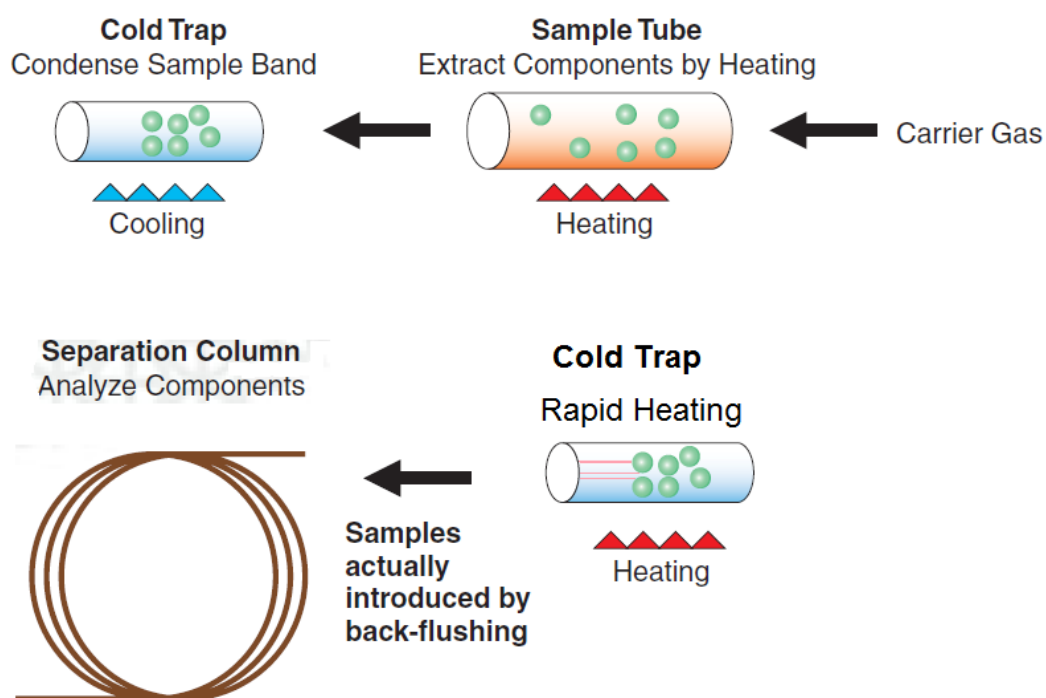 Cold Trap
Condense Sample Band
Cooling
Sample Tube
Extract Components by Heating
Heating
Carrier Gas
Separation Column
Analyze Components
Samples
actually
introduced by
back-flushing
Cold Trap
Rapid Heating
Heating